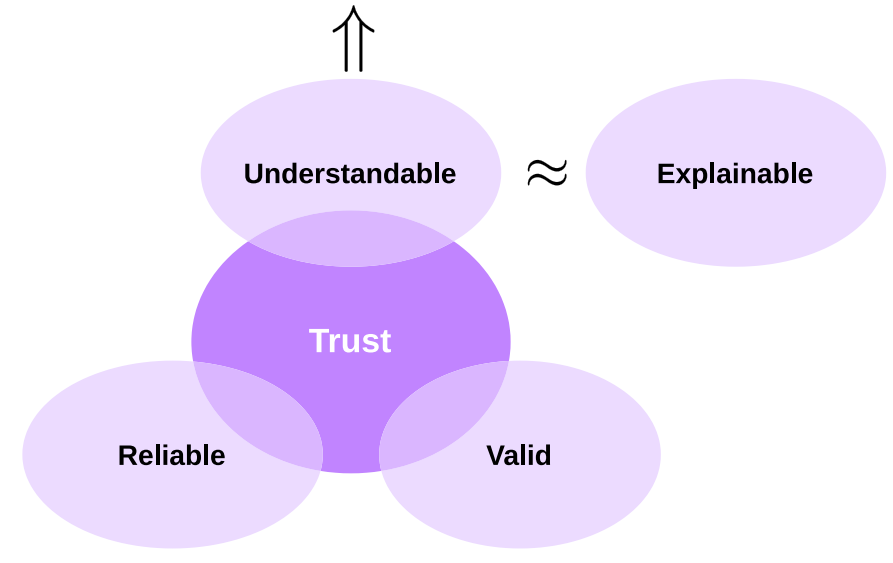 ⇑
Understandable ≈ Explainable
Trust
Reliable
Valid